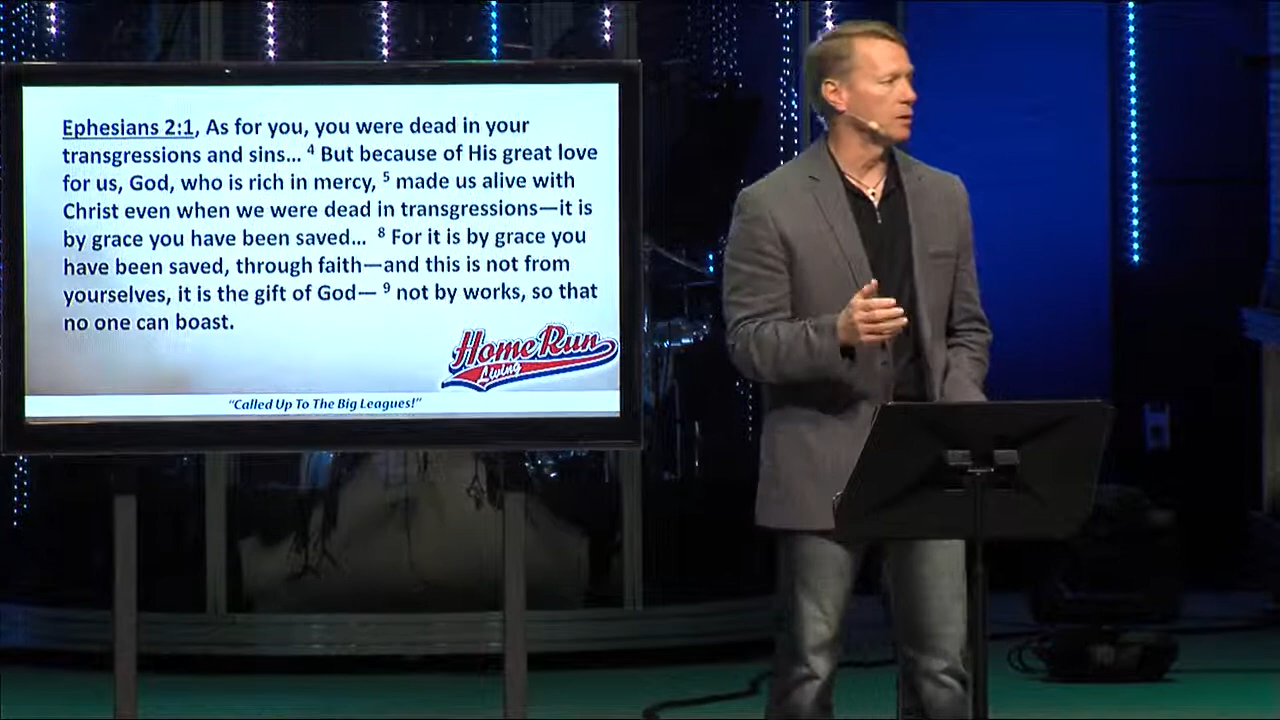 Ephesians 2:1, As for you, you were dead in your
transgressions and sins... ⁴ But because of His great love
for us, God, who is rich in mercy, ⁵ made us alive with
Christ even when we were dead in transgressions—it is
by grace you have been saved... ⁸ For it is by grace you
have been saved, through faith—and this is not from
yourselves, it is the gift of God— ⁹ not by works, so that
no one can boast.
Home Run
Living
“Called Up To The Big Leagues!”